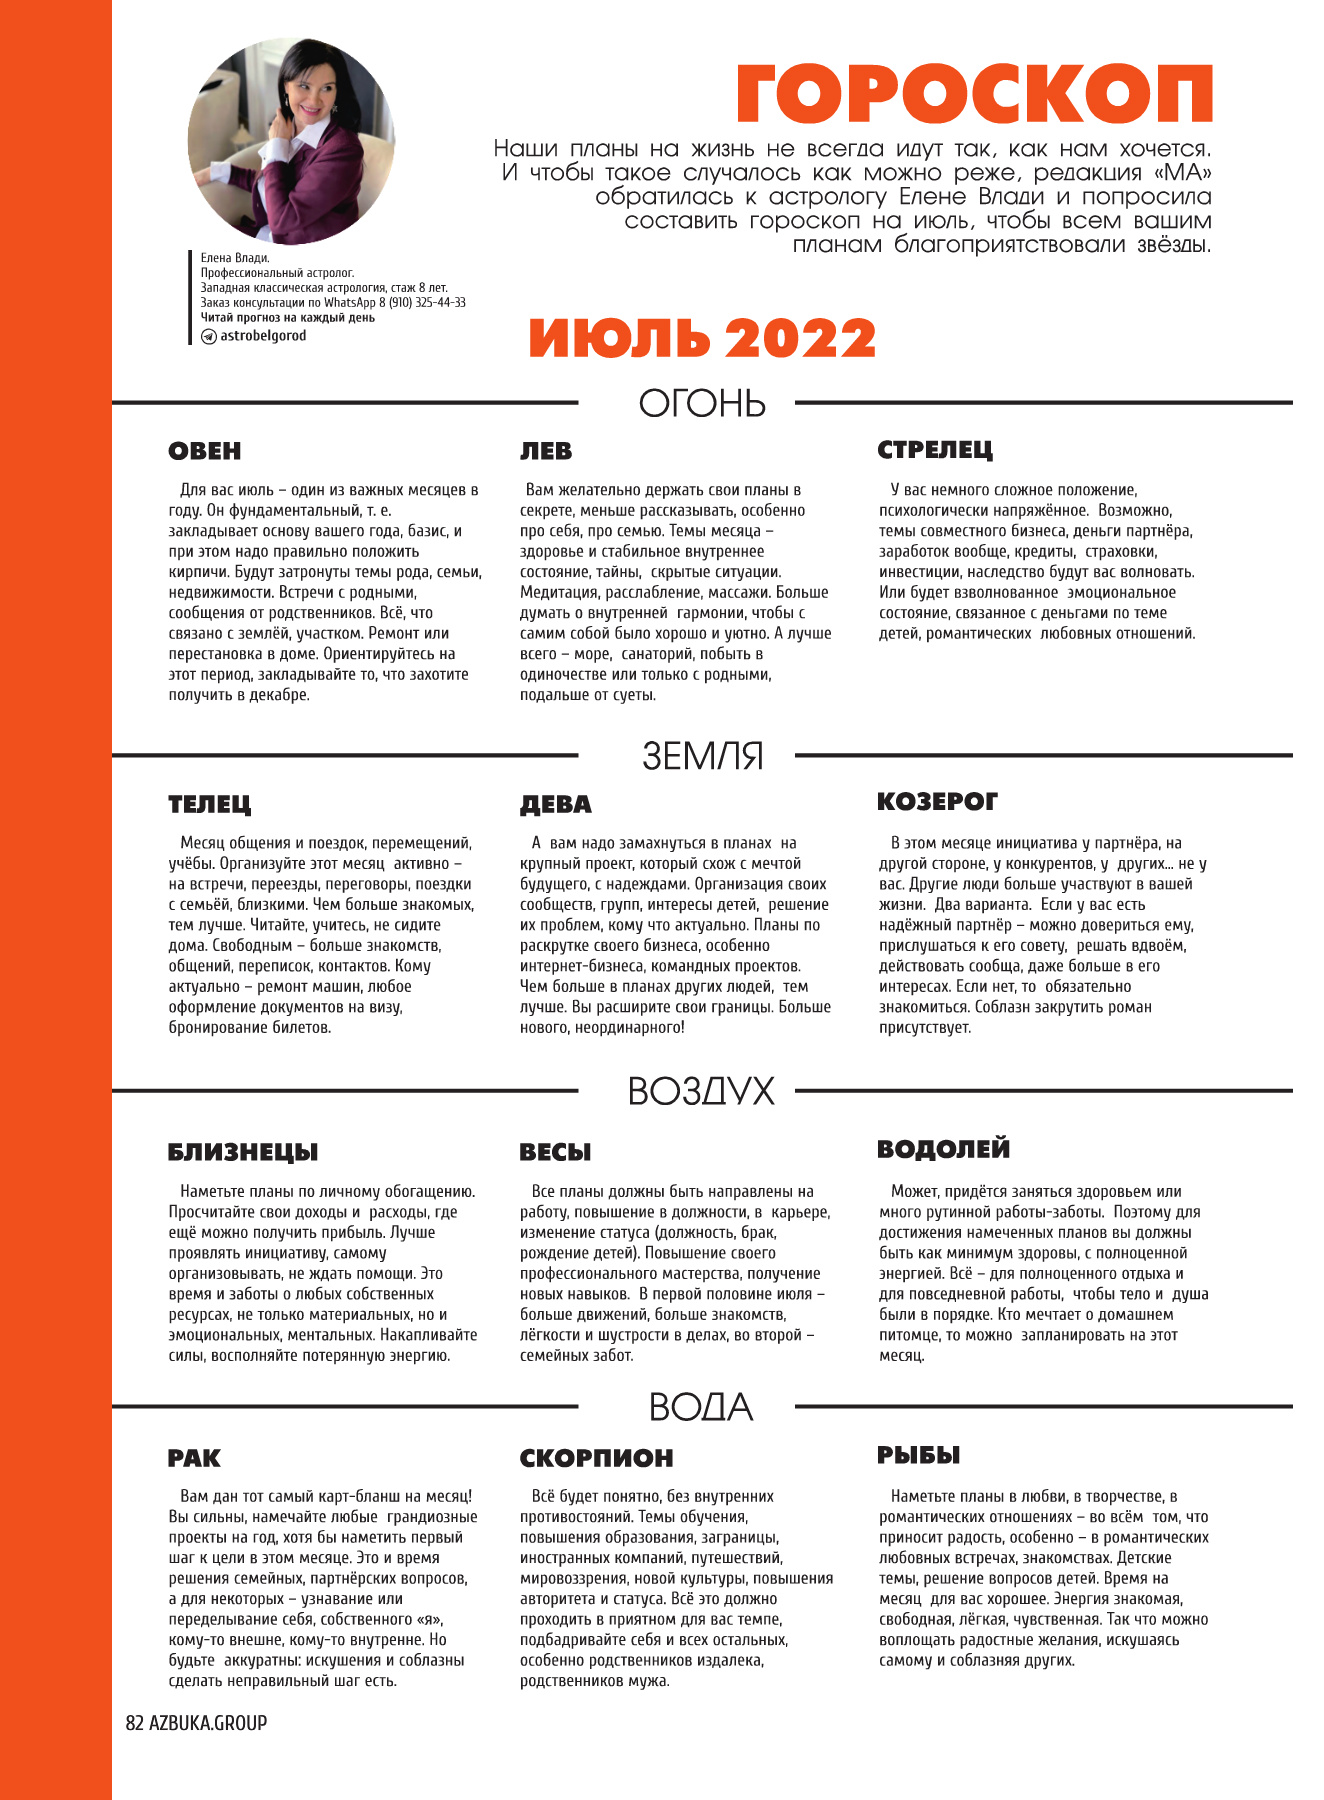 ГОРОСКОП
Наши планы на жизнь не всегда идут так, как нам хочется.
И чтобы такое случалось как можно реже, редакция «МА»
обратилась к астрологу Елене Влади и попросила
составить гороскоп на июль, чтобы всем вашим
планам благоприятствовали звёзды.
Елена Влади.
Профессиональный астролог.
Западная классическая астрология, стаж 8 лет.
Заказ консультации по WhatsApp 8 (910) 325-44-33
Читай прогноз на каждый день
astrobelgorod
ИЮЛЬ 2022
ОГОНЬ
ОВЕН
Для вас июль – один из важных месяцев в
году. Он фундаментальный, т. е.
закладывает основу вашего года, базис, и
при этом надо правильно положить
кирпичи. Будут затронуты темы рода, семьи,
недвижимости. Встречи с родными,
сообщения от родственников. Всё, что
связано с землёй, участком. Ремонт или
перестановка в доме. Ориентируйтесь на
этот период, закладывайте то, что захотите
получить в декабре.
ЛЕВ
Вам желательно держать свои планы в
секрете, меньше рассказывать, особенно
про себя, про семью. Темы месяца –
здоровье и стабильное внутреннее
состояние, тайны, скрытые ситуации.
Медитация, расслабление, массажи. Больше
думать о внутренней гармонии, чтобы с
самим собой было хорошо и уютно. А лучше
всего – море, санаторий, побыть в
одиночестве или только с родными,
подальше от суеты.
СТРЕЛЕЦ
У вас немного сложное положение,
психологически напряжённое. Возможно,
темы совместного бизнеса, деньги партнёра,
заработок вообще, кредиты, страховки,
инвестиции, наследство будут вас волновать.
Или будет взволнованное эмоциональное
состояние, связанное с деньгами по теме
детей, романтических любовных отношений.
ЗЕМЛЯ
ТЕЛЕЦ
Месяц общения и поездок, перемещений,
учёбы. Организуйте этот месяц активно –
на встречи, переезды, переговоры, поездки
с семьёй, близкими. Чем больше знакомых,
тем лучше. Читайте, учитесь, не сидите
дома. Свободным – больше знакомств,
общений, переписок, контактов. Кому
актуально – ремонт машин, любое
оформление документов на визу,
бронирование билетов.
ДЕВА
А вам надо замахнуться в планах на
крупный проект, который схож с мечтой
будущего, с надеждами. Организация своих
сообществ, групп, интересы детей, решение
их проблем, кому что актуально. Планы по
раскрутке своего бизнеса, особенно
интернет-бизнеса, командных проектов.
Чем больше в планах других людей, тем
лучше. Вы расширите свои границы. Больше
нового, неординарного!
КОЗЕРОГ
В этом месяце инициатива у партнёра, на
другой стороне, у конкурентов, у других... не у
вас. Другие люди больше участвуют в вашей
жизни. Два варианта. Если у вас есть
надёжный партнёр – можно довериться ему,
прислушаться к его совету, решать вдвоём,
действовать сообща, даже больше в его
интересах. Если нет, то обязательно
знакомиться. Соблазн закрутить роман
присутствует.
ВОЗДУХ
БЛИЗНЕЦЫ
Наметьте планы по личному обогащению.
Просчитайте свои доходы и расходы, где
ещё можно получить прибыль. Лучше
проявлять инициативу, самому
организовывать, не ждать помощи. Это
время и заботы о любых собственных
ресурсах, не только материальных, но и
эмоциональных, ментальных. Накапливайте
силы, восполняйте потерянную энергию.
ВЕСЫ
Все планы должны быть направлены на
работу, повышение в должности, в карьере,
изменение статуса (должность, брак,
рождение детей). Повышение своего
профессионального мастерства, получение
новых навыков. В первой половине июля –
больше движений, больше знакомств,
лёгкости и шустрости в делах, во второй –
семейных забот.
ВОДОЛЕЙ
Может, придётся заняться здоровьем или
много рутинной работы-заботы. Поэтому для
достижения намеченных планов вы должны
быть как минимум здоровы, с полноценной
энергией. Всё – для полноценного отдыха и
для повседневной работы, чтобы тело и душа
были в порядке. Кто мечтает о домашнем
питомце, то можно запланировать на этот
месяц.
ВОДА
РАК
Вам дан тот самый карт-бланш на месяц!
Вы сильны, намечайте любые грандиозные
проекты на год, хотя бы наметить первый
шаг к цели в этом месяце. Это и время
решения семейных, партнёрских вопросов,
а для некоторых – узнавание или
переделывание себя, собственного «я»,
кому-то внешне, кому-то внутренне. Но
будьте аккуратны: искушения и соблазны
сделать неправильный шаг есть.
СКОРПИОН
Всё будет понятно, без внутренних
противостояний. Темы обучения,
повышения образования, заграницы,
иностранных компаний, путешествий,
мировоззрения, новой культуры, повышения
авторитета и статуса. Всё это должно
проходить в приятном для вас темпе,
подбадривайте себя и всех остальных,
особенно родственников издалека,
родственников мужа.
РЫБЫ
Наметьте планы в любви, в творчестве, в
романтических отношениях – во всём том, что
приносит радость, особенно – в романтических
любовных встречах, знакомствах. Детские
темы, решение вопросов детей. Время на
месяц для вас хорошее. Энергия знакомая,
свободная, лёгкая, чувственная. Так что можно
воплощать радостные желания, искушаясь
самому и соблазняя других.
82 AZBUKA.GROUP